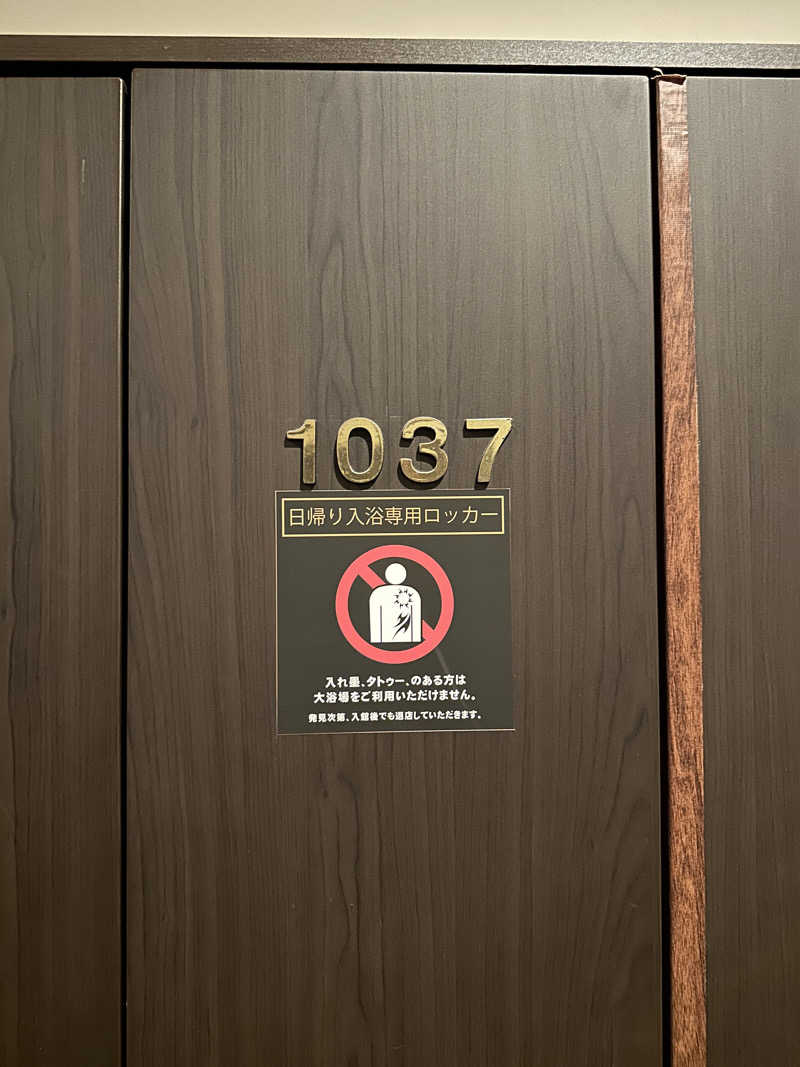 1037
日帰り入浴専用ロッカー
入れ墨、タトゥー、のある方は
大浴場をご利用いただけません。
発見次第、入館後でも退店していただきます。